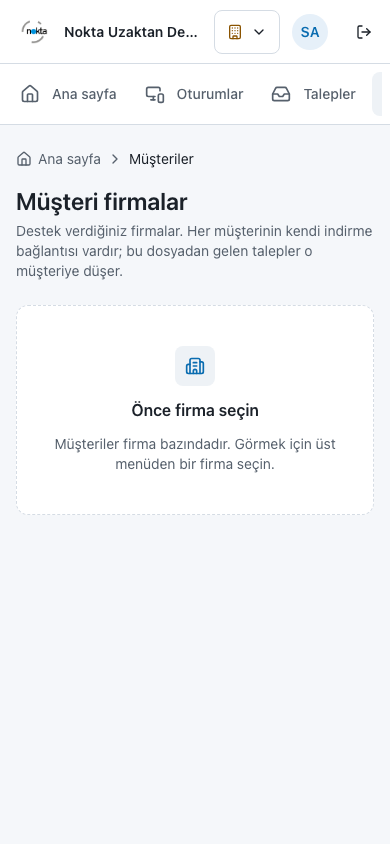 nokta
Nokta Uzaktan De...
SA
Ana sayfa
Oturumlar
Talepler
Ana sayfa
Müşteriler
Müşteri firmalar
Destek verdiğiniz firmalar. Her müşterinin kendi indirme
bağlantısı vardır; bu dosyadan gelen talepler o
müşteriye düşer.
Önce firma seçin
Müşteriler firma bazındadır. Görmek için üst
menüden bir firma seçin.